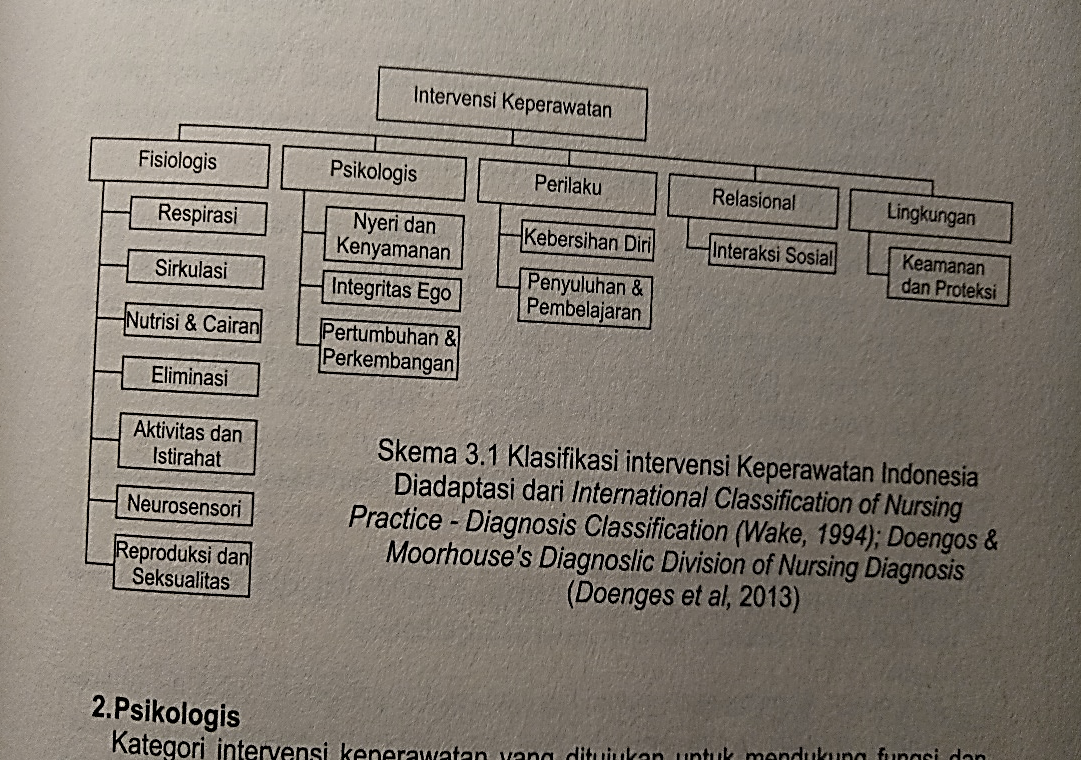 Intervensi Keperawatan
Fisiologis
Respirasi
Sirkulasi
Nutrisi & Cairan
Eliminasi
Aktivitas dan
Istirahat
Neurosensori
Reproduksi dan
Seksualitas
Psikologis
Nyeri dan
Kenyamanan
Integritas Ego
Pertumbuhan &
Perkembangan
Perilaku
Kebersihan Diri
Penyuluhan &
Pembelajaran
Relasional
Interaksi Sosial
Lingkungan
Keamanan
dan Proteksi
Skema 3.1 Klasifikasi intervensi Keperawatan Indonesia
Diadaptasi dari International Classification of Nursing
Practice - Diagnosis Classification (Wake, 1994); Doengos &
Moorhouse's Diagnoslic Division of Nursing Diagnosis
(Doenges et al, 2013)
2.Psikologis
Kategori intervensi keperawatan yang ditujukan untuk mendukung fungsi dan